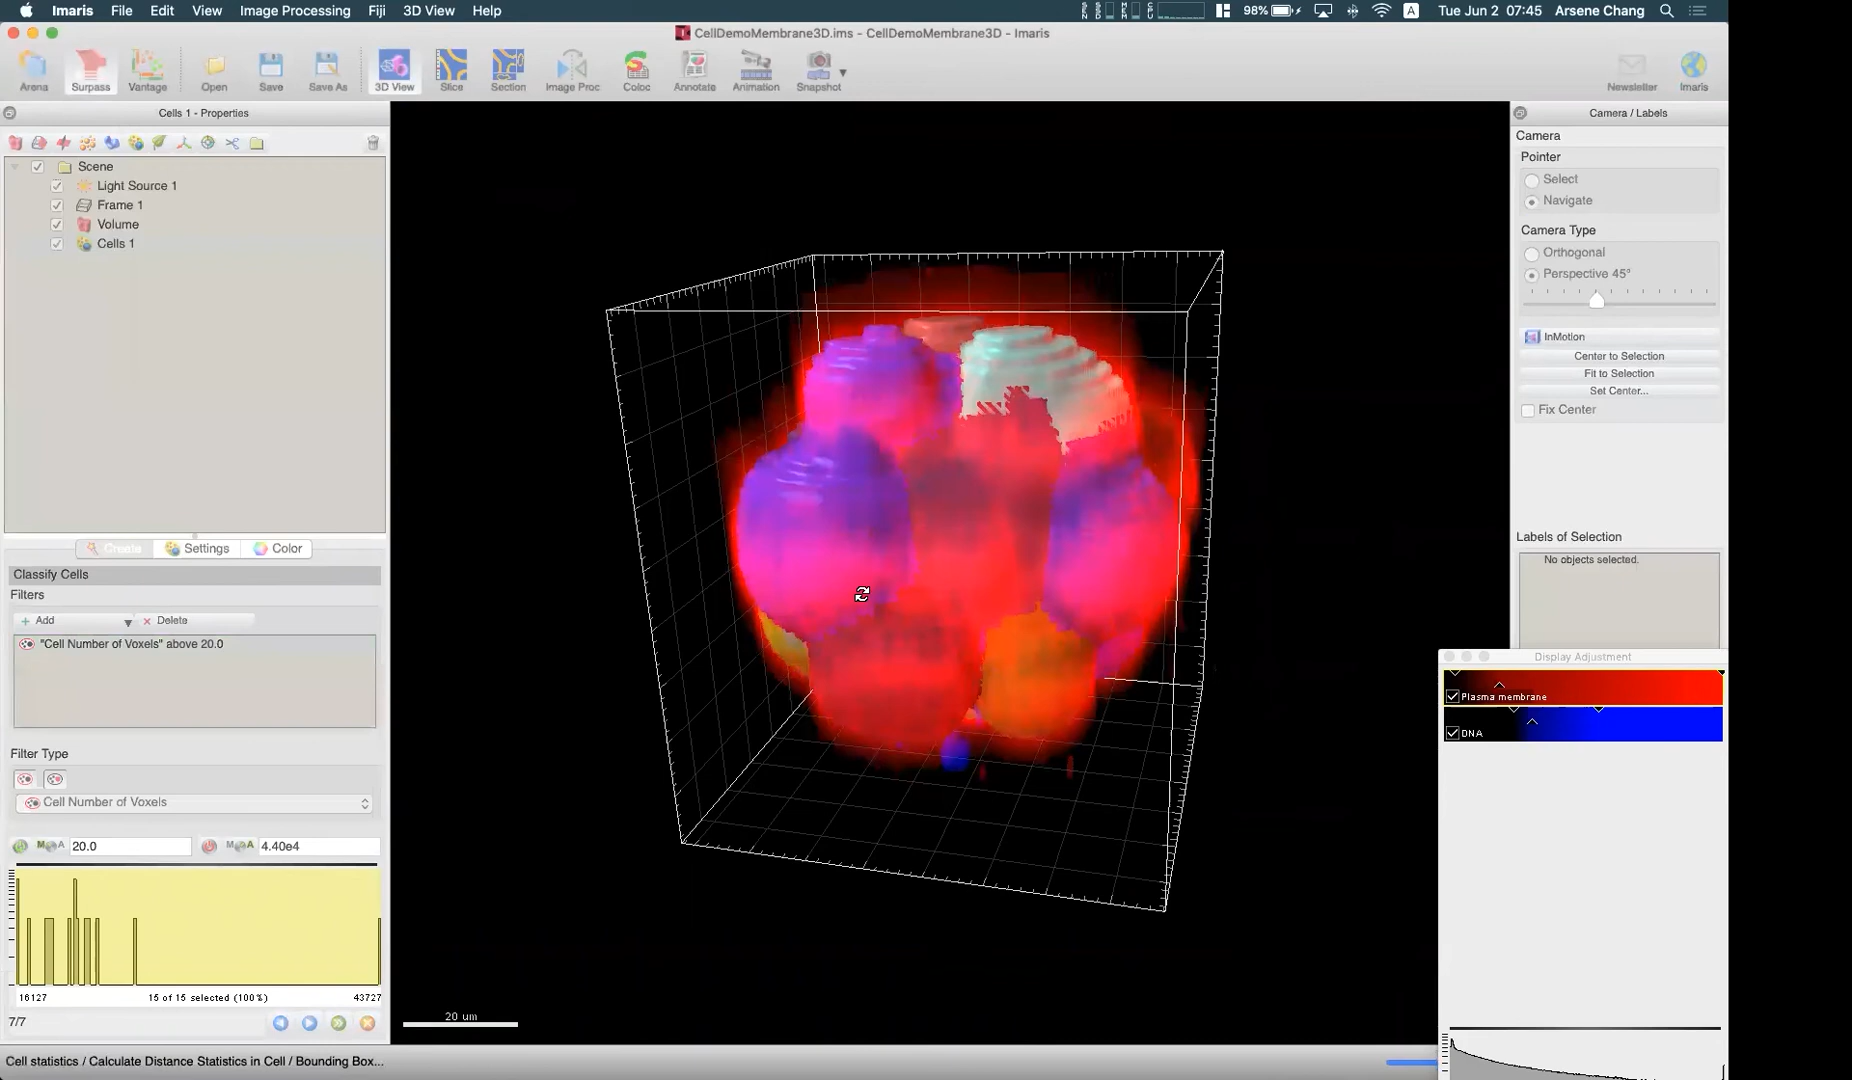 Imaris File Edit View Image Processing Fiji 3D View Help
98% A Tue Jun 2 07:45 Arsene Chang
CellDemoMembrane3D.ims - CellDemoMembrane3D - Imaris
Arena Surpass Vantage Open Save Save As 3D View Slice Section Image Proc Coloc Annotate Animation Snapshot Newsletter Imaris
Cells 1 - Properties
Scene
Light Source 1
Frame 1
Volume
Cells 1
Create Settings Color
Classify Cells
Filters
Add Delete
"Cell Number of Voxels" above 20.0
Filter Type
Cell Number of Voxels
20.0 4.40e4
16127 15 of 15 selected (100%) 43727
7/7
Cell statistics / Calculate Distance Statistics in Cell / Bounding Box...
20 um
Camera / Labels
Camera
Pointer
Select
Navigate
Camera Type
Orthogonal
Perspective 45°
InMotion
Center to Selection
Fit to Selection
Set Center...
Fix Center
Labels of Selection
No objects selected.
Display Adjustment
Plasma membrane
DNA